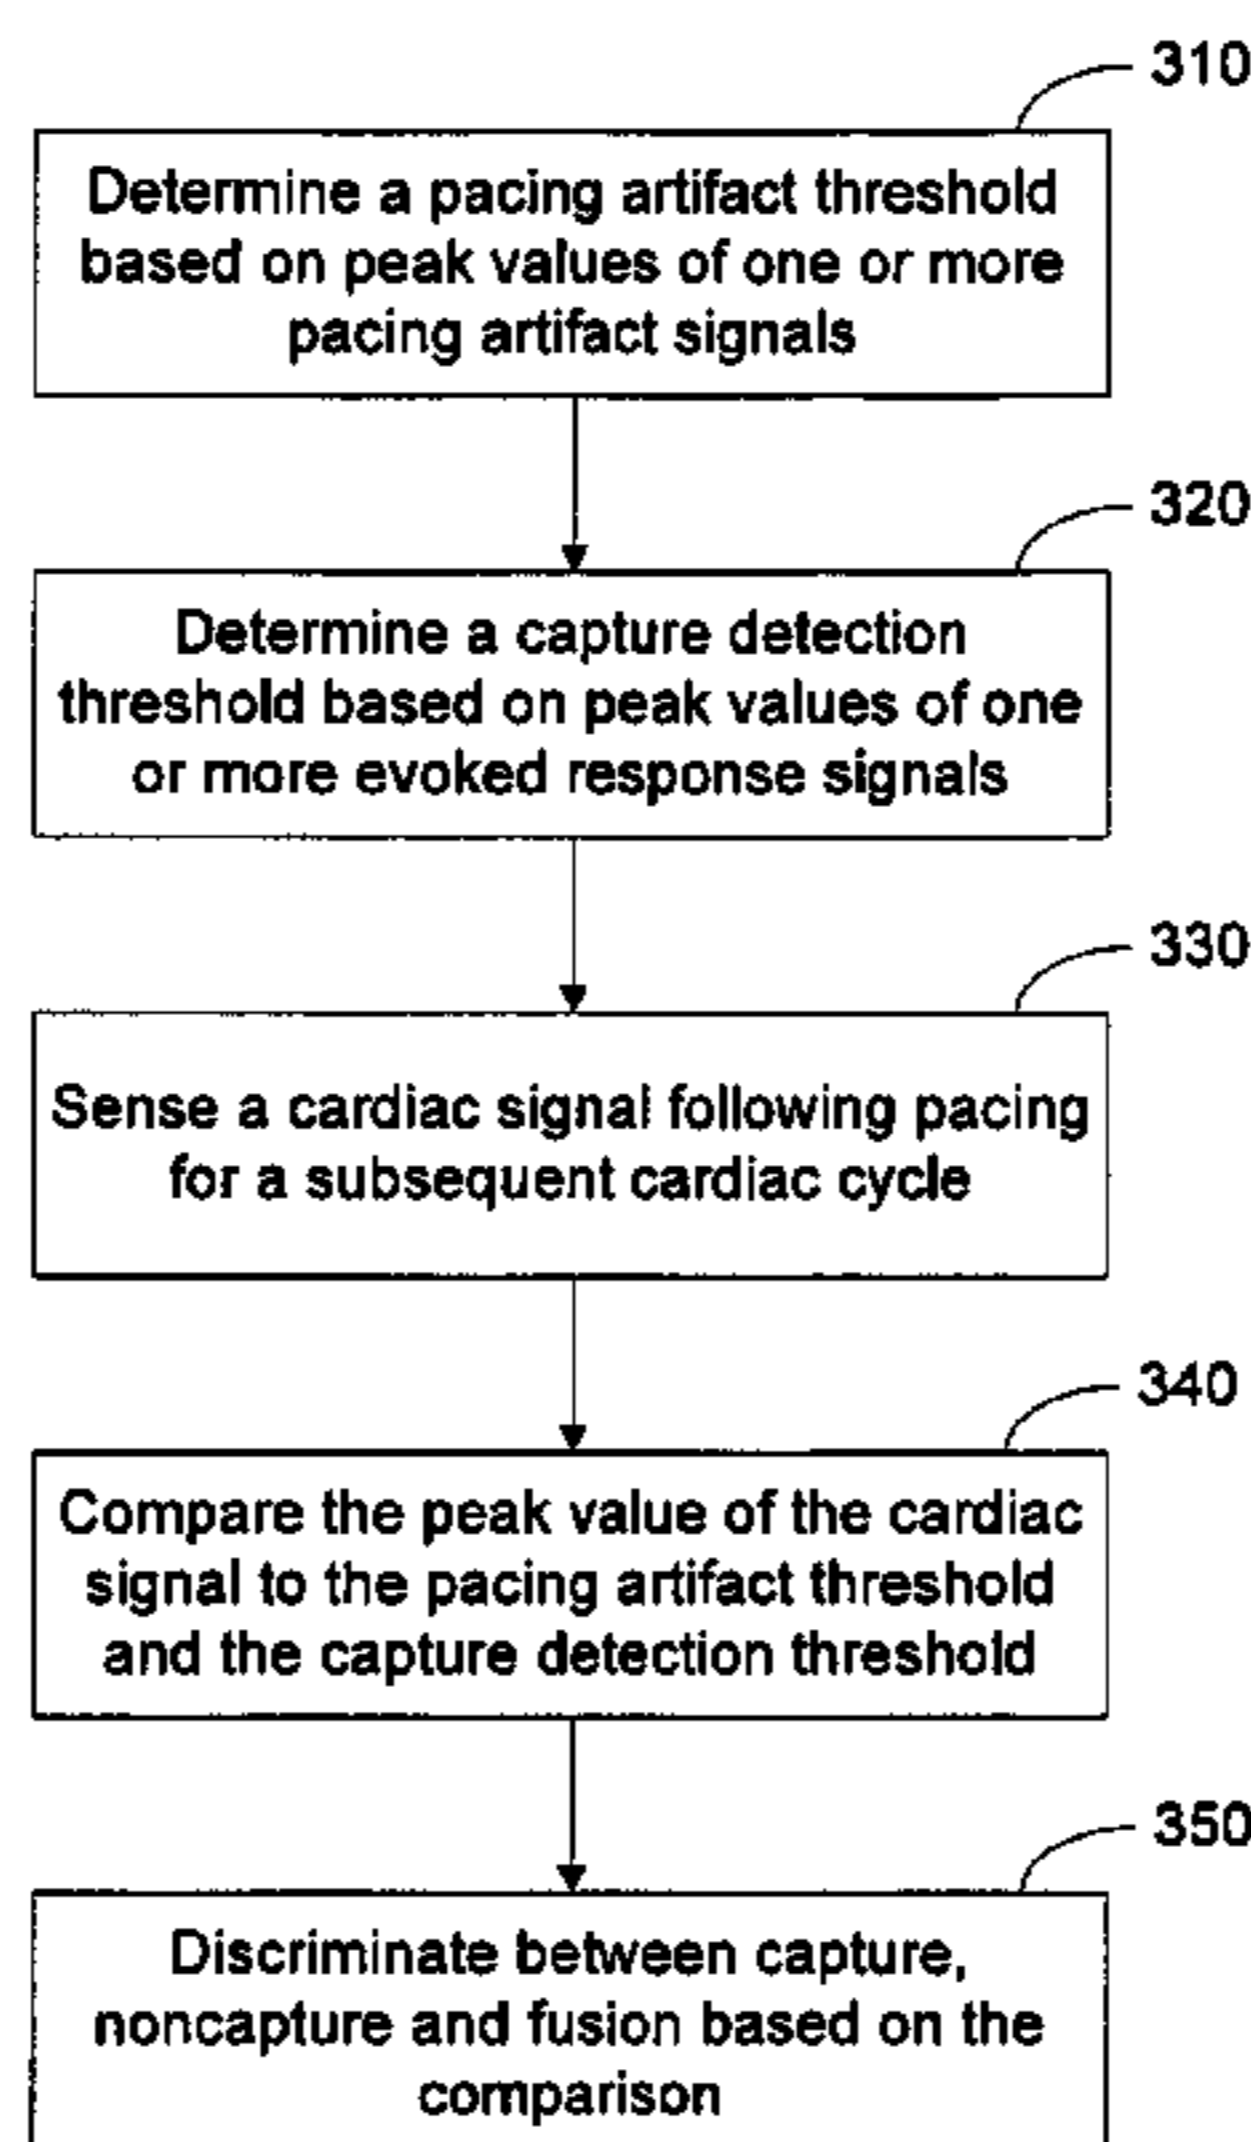 310
Determine a pacing artifact threshold
based on peak values of one or more
pacing artifact signals
320
Determine a capture detection
threshold based on peak values of one
or more evoked response signals
330
Sense a cardiac signal following pacing
for a subsequent cardiac cycle
340
Compare the peak value of the cardiac
signal to the pacing artifact threshold
and the capture detection threshold
350
Discriminate between capture,
noncapture and fusion based on the
comparison